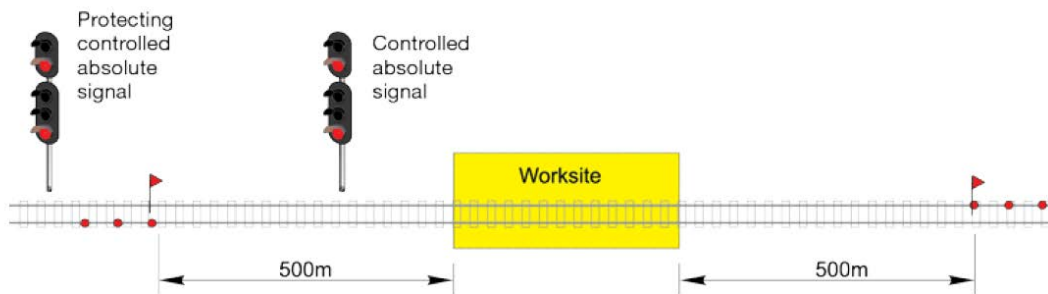 Protecting
controlled
absolute
signal
Controlled
absolute
signal
Worksite
500m
500m